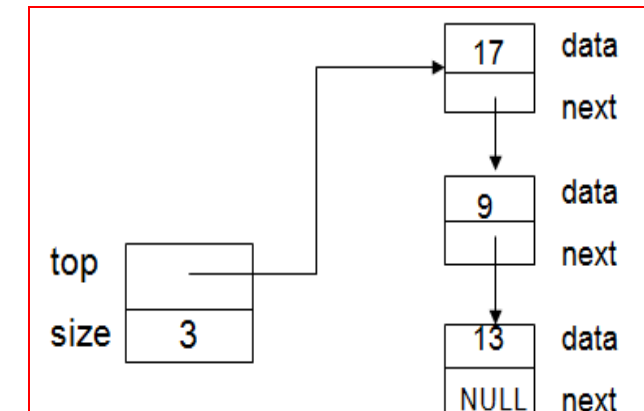 17 data
next
9 data
next
top
size 3
13 data
NULL next